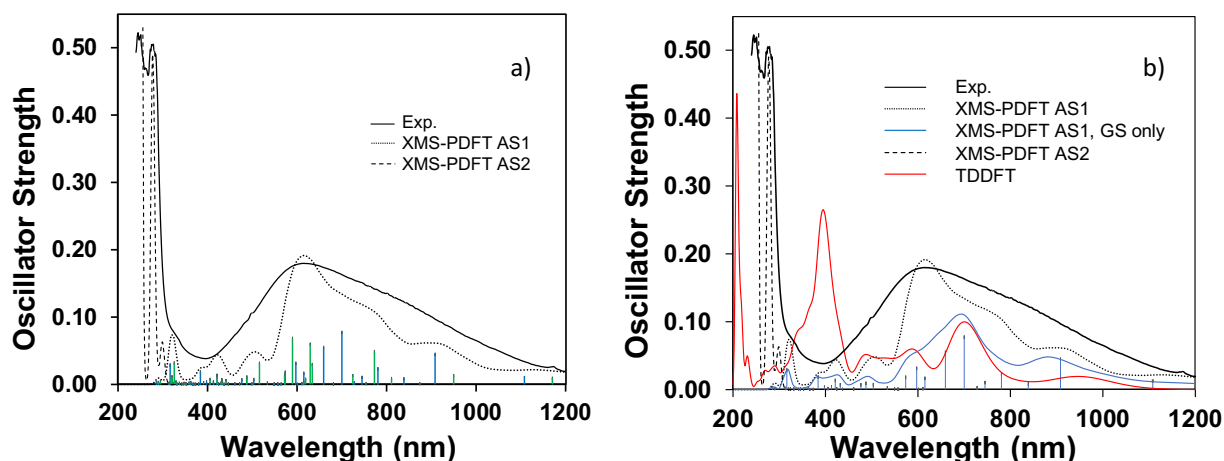 a)
Oscillator Strength
0.50
0.40
0.30
0.20
0.10
0.00
Exp.
XMS-PDFT AS1
XMS-PDFT AS2
200 400 600 800 1000 1200
Wavelength (nm)
b)
Oscillator Strength
0.50
0.40
0.30
0.20
0.10
0.00
Exp.
XMS-PDFT AS1
XMS-PDFT AS1, GS only
XMS-PDFT AS2
TDDFT
200 400 600 800 1000 1200
Wavelength (nm)